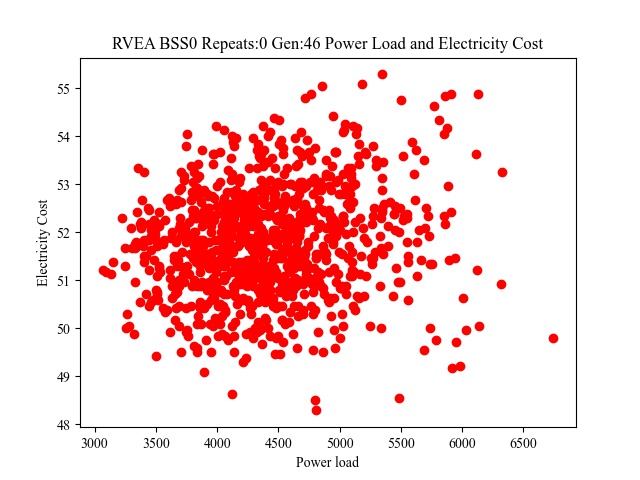 RVEA BSS0 Repeats:0 Gen:46 Power Load and Electricity Cost
55
54
53
52
51
50
49
48
Electricity Cost
3000 3500 4000 4500 5000 5500 6000 6500
Power load